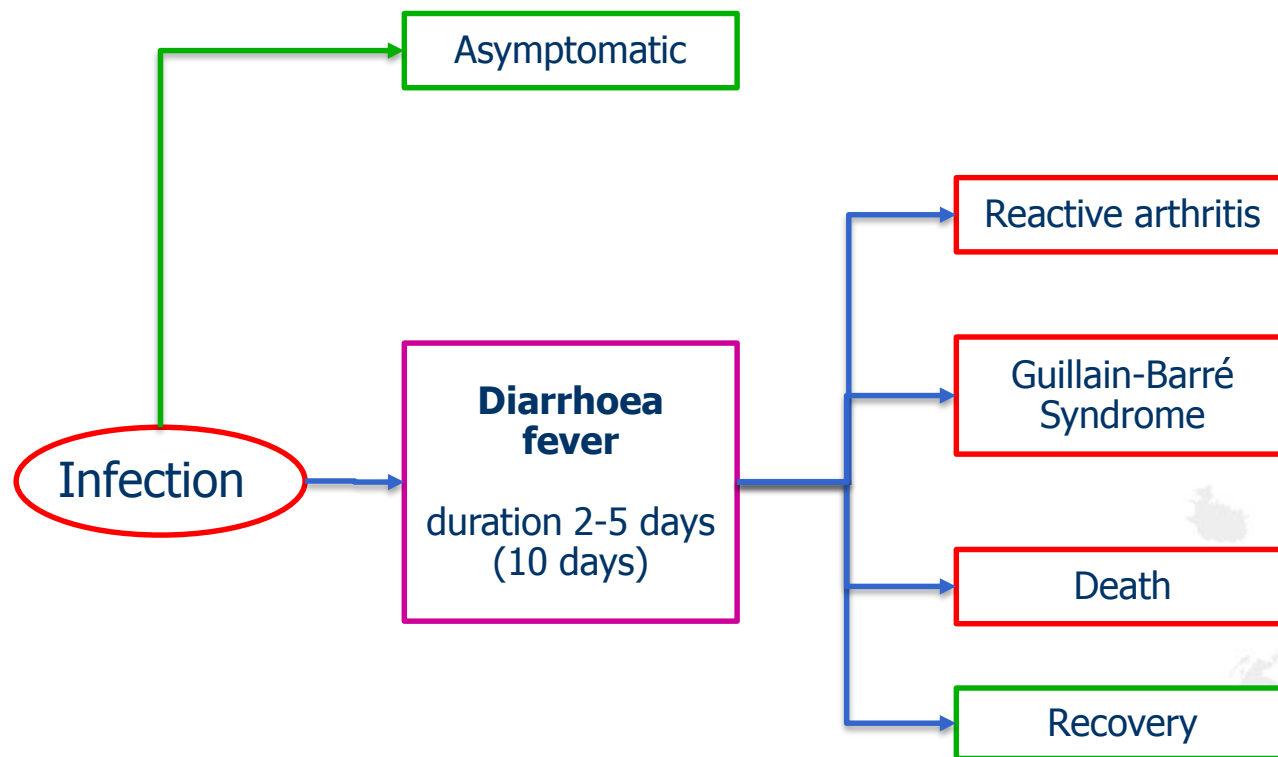 Asymptomatic
Reactive arthritis
Guillain-Barré
Syndrome
Diarrhoea
fever
Infection
duration 2-5 days
(10 days)
Death
Recovery